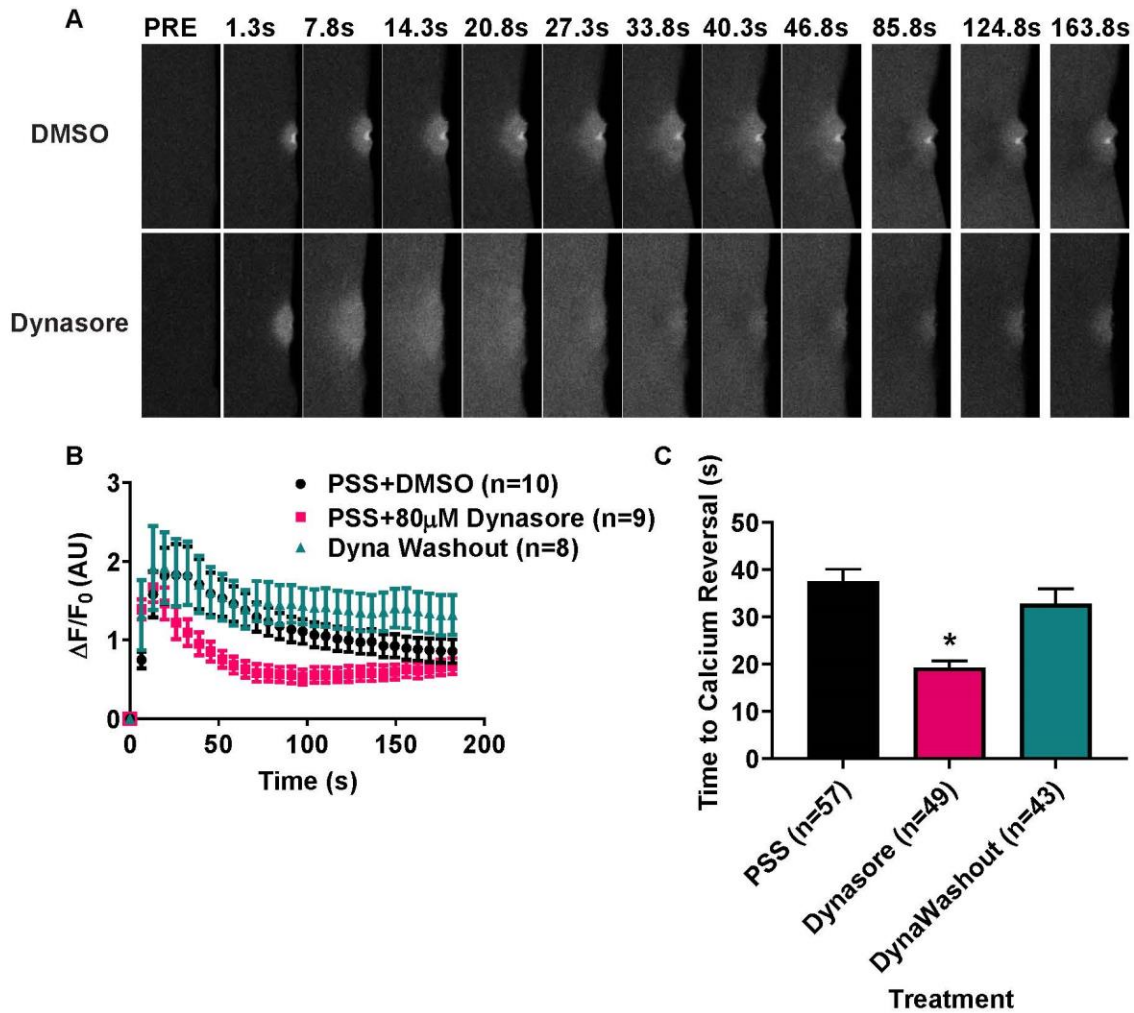 A
PRE 1.3s 7.8s 14.3s 20.8s 27.3s 33.8s 40.3s 46.8s 85.8s 124.8s 163.8s
DMSO
Dynasore
B
PSS+DMSO (n=10)
PSS+80μM Dynasore (n=9)
Dyna Washout (n=8)
ΔF/F0 (AU)
3
2
1
0
0 50 100 150 200
Time (s)
C
Time to Calcium Reversal (s)
50
40
30
20
10
0
*
PSS (n=57)
Dynasore (n=49)
DynaWashout (n=43)
Treatment